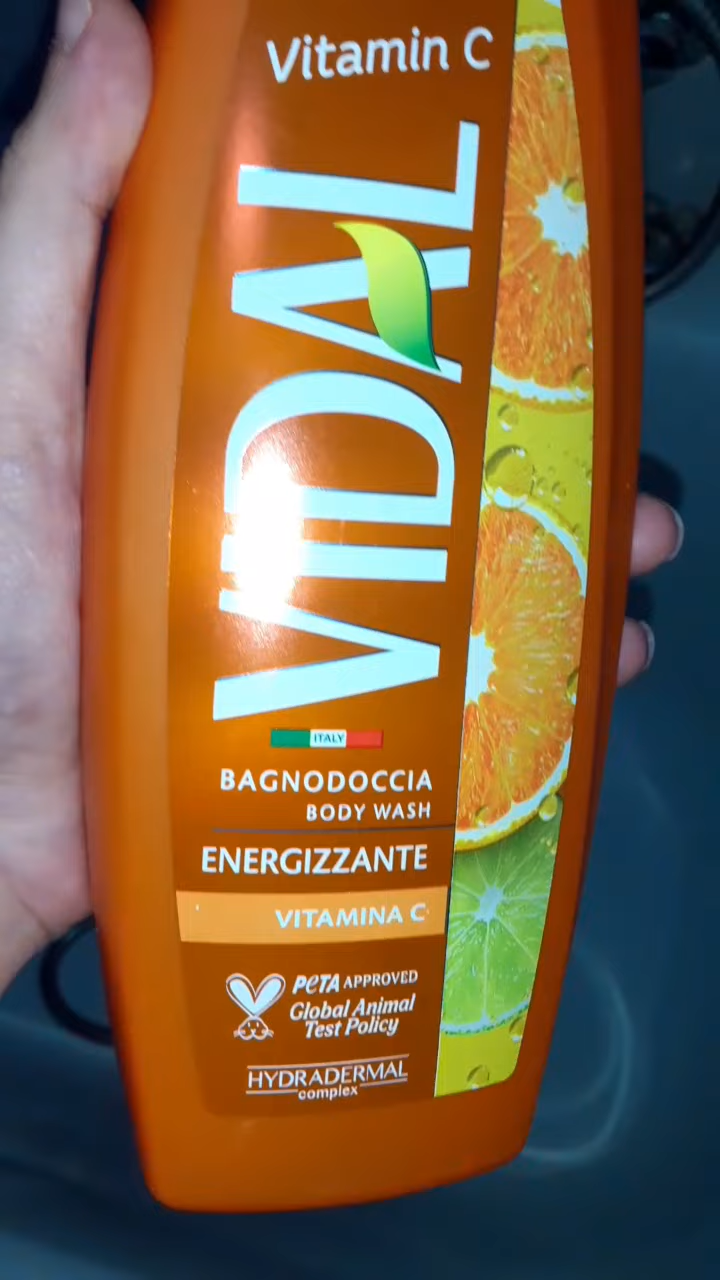 Vitamin C
VIDAL
ITALY
BAGNODOCCIA
BODY WASH
ENERGIZZANTE
VITAMINA C
PETA APPROVED
Global Animal
Test Policy
HYDRADERMAL
complex